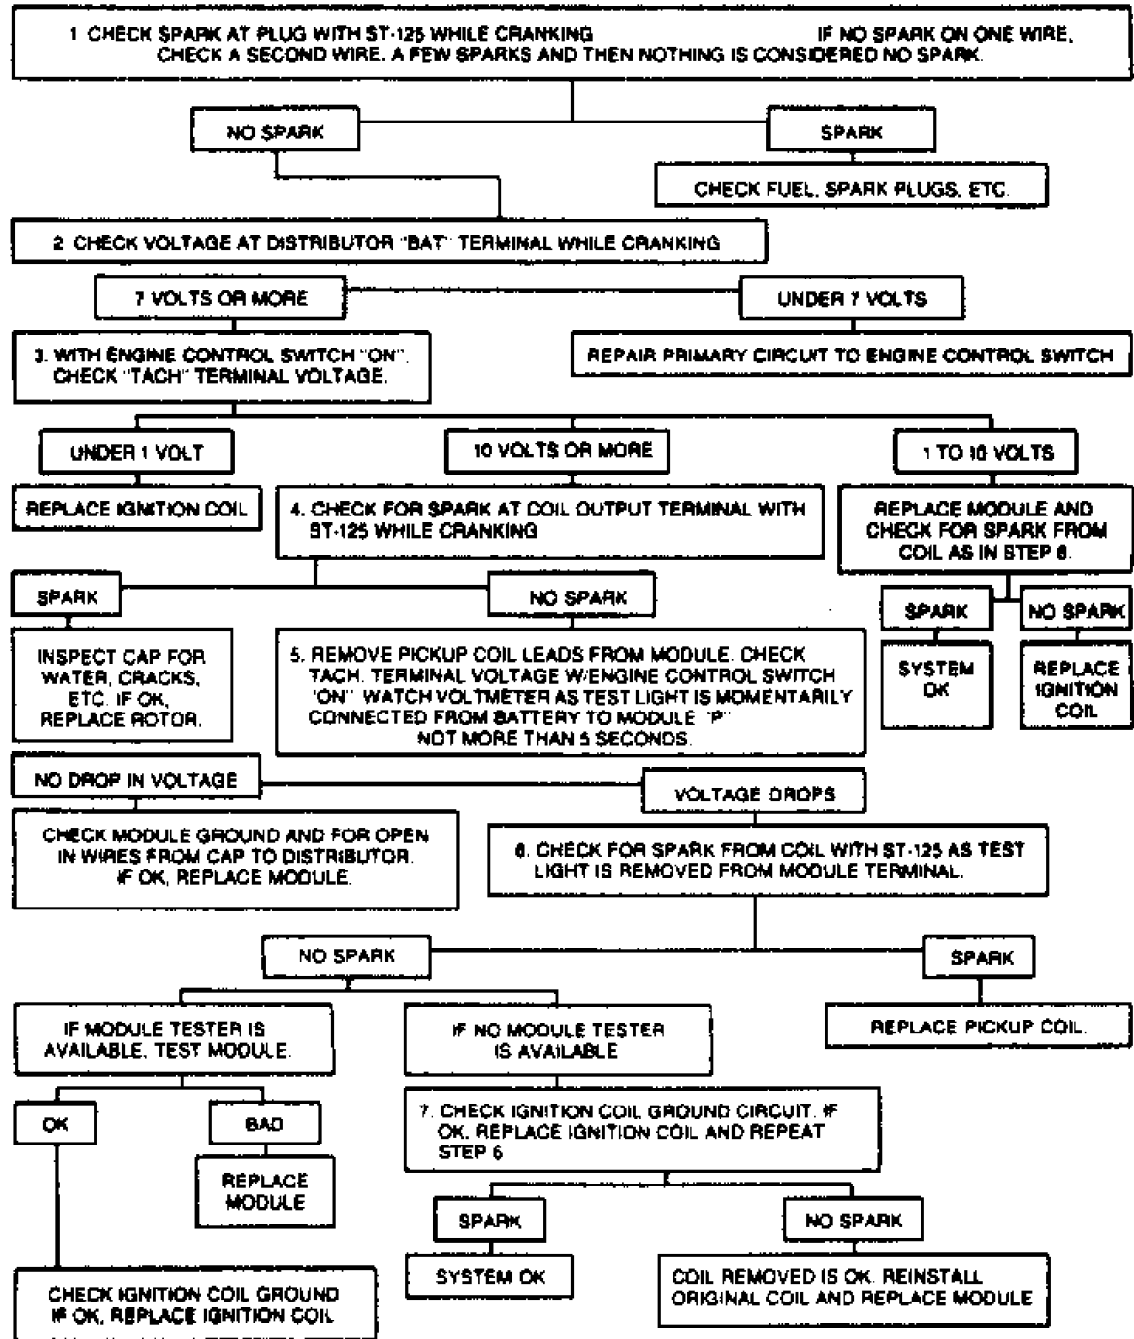 1 CHECK SPARK AT PLUG WITH ST-125 WHILE CRANKING IF NO SPARK ON ONE WIRE,
CHECK A SECOND WIRE. A FEW SPARKS AND THEN NOTHING IS CONSIDERED NO SPARK.
NO SPARK
SPARK
CHECK FUEL, SPARK PLUGS, ETC.
2 CHECK VOLTAGE AT DISTRIBUTOR "BAT" TERMINAL WHILE CRANKING
7 VOLTS OR MORE
UNDER 7 VOLTS
3. WITH ENGINE CONTROL SWITCH "ON",
CHECK "TACH" TERMINAL VOLTAGE.
REPAIR PRIMARY CIRCUIT TO ENGINE CONTROL SWITCH
UNDER 1 VOLT
10 VOLTS OR MORE
1 TO 10 VOLTS
REPLACE IGNITION COIL
4. CHECK FOR SPARK AT COIL OUTPUT TERMINAL WITH
ST-125 WHILE CRANKING
REPLACE MODULE AND
CHECK FOR SPARK FROM
COIL AS IN STEP 6.
SPARK
NO SPARK
SPARK
NO SPARK
INSPECT CAP FOR
WATER, CRACKS,
ETC. IF OK,
REPLACE ROTOR.
5. REMOVE PICKUP COIL LEADS FROM MODULE. CHECK
TACH. TERMINAL VOLTAGE W/ENGINE CONTROL SWITCH
"ON" WATCH VOLTMETER AS TEST LIGHT IS MOMENTARILY
CONNECTED FROM BATTERY TO MODULE "P"
NOT MORE THAN 5 SECONDS.
SYSTEM
OK
REPLACE
IGNITION
COIL
NO DROP IN VOLTAGE
VOLTAGE DROPS
CHECK MODULE GROUND AND FOR OPEN
IN WIRES FROM CAP TO DISTRIBUTOR.
IF OK, REPLACE MODULE.
6. CHECK FOR SPARK FROM COIL WITH ST-125 AS TEST
LIGHT IS REMOVED FROM MODULE TERMINAL.
NO SPARK
SPARK
IF MODULE TESTER IS
AVAILABLE, TEST MODULE.
IF NO MODULE TESTER
IS AVAILABLE
REPLACE PICKUP COIL.
OK
BAD
7. CHECK IGNITION COIL GROUND CIRCUIT. IF
OK, REPLACE IGNITION COIL AND REPEAT
STEP 6
REPLACE
MODULE
SPARK
NO SPARK
CHECK IGNITION COIL GROUND
IF OK, REPLACE IGNITION COIL
SYSTEM OK
COIL REMOVED IS OK. REINSTALL
ORIGINAL COIL AND REPLACE MODULE